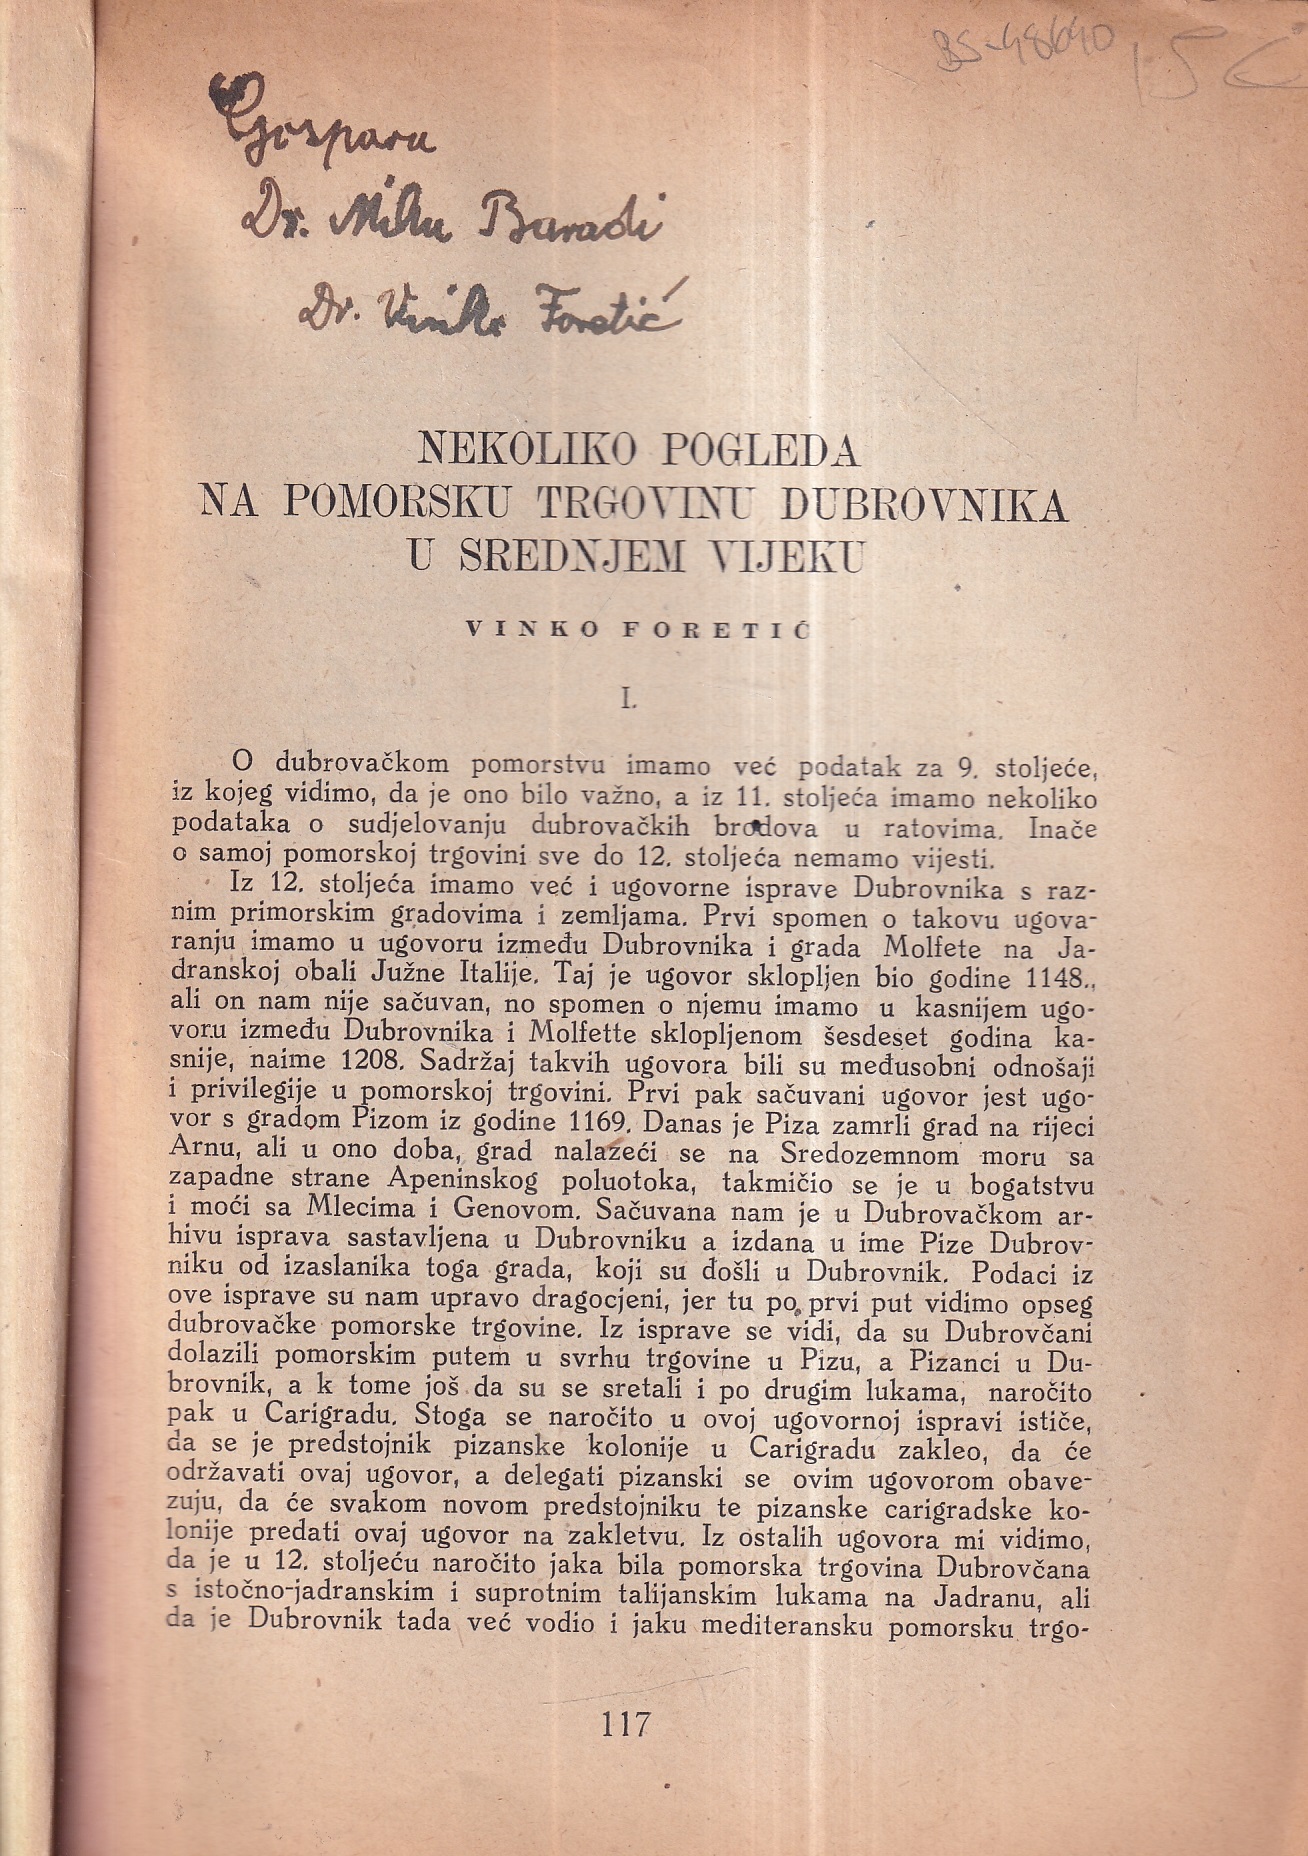 BS-48640
Gospara
Dr. Miku Baradi
Dr. Vinko Foretić
NEKOLIKO POGLEDA
NA POMORSKU TRGOVINU DUBROVNIKA
U SREDNJEM VIJEKU
VINKO FORETIĆ
I.
O dubrovačkom pomorstvu imamo već podatak za 9. stoljeće,
iz kojeg vidimo, da je ono bilo važno, a iz 11. stoljeća imamo nekoliko
podataka o sudjelovanju dubrovačkih brodova u ratovima. Inače
o samoj pomorskoj trgovini sve do 12. stoljeća nemamo vijesti.
Iz 12. stoljeća imamo već i ugovorne isprave Dubrovnika s raz-
nim primorskim gradovima i zemljama. Prvi spomen o takovu ugova-
ranju imamo u ugovoru između Dubrovnika i grada Molfete na Ja-
dranskoj obali Južne Italije. Taj je ugovor sklopljen bio godine 1148.,
ali on nam nije sačuvan, no spomen o njemu imamo u kasnijem ugo-
voru između Dubrovnika i Molfette sklopljenom šesdeset godina ka-
snije, naime 1208. Sadržaj takvih ugovora bili su međusobni odnošaji
i privilegije u pomorskoj trgovini. Prvi pak sačuvani ugovor jest ugo-
vor s gradom Pizom iz godine 1169. Danas je Piza zamrli grad na rijeci
Arnu, ali u ono doba, grad nalazeći se na Sredozemnom moru sa
zapadne strane Apeninskog poluotoka, takmičio se je u bogatstvu
i moći sa Mlecima i Genovom. Sačuvana nam je u Dubrovačkom ar-
hivu isprava sastavljena u Dubrovniku a izdana u ime Pize Dubrov-
niku od izaslanika toga grada, koji su došli u Dubrovnik. Podaci iz
ove isprave su nam upravo dragocjeni, jer tu po prvi put vidimo opseg
dubrovačke pomorske trgovine. Iz isprave se vidi, da su Dubrovčani
dolazili pomorskim putem u svrhu trgovine u Pizu, a Pizanci u Du-
brovnik, a k tome još da su se sretali i po drugim lukama, naročito
pak u Carigradu. Stoga se naročito u ovoj ugovornoj ispravi ističe,
da se je predstojnik pizanske kolonije u Carigradu zakleo, da će
održavati ovaj ugovor, a delegati pizanski se ovim ugovorom obave-
zuju, da će svakom novom predstojniku te pizanske carigradske ko-
lonije predati ovaj ugovor na zakletvu. Iz ostalih ugovora mi vidimo,
da je u 12. stoljeću naročito jaka bila pomorska trgovina Dubrovčana
s istočno-jadranskim i suprotnim talijanskim lukama na Jadranu, ali
da je Dubrovnik tada već vodio i jaku mediteransku pomorsku trgo-
117